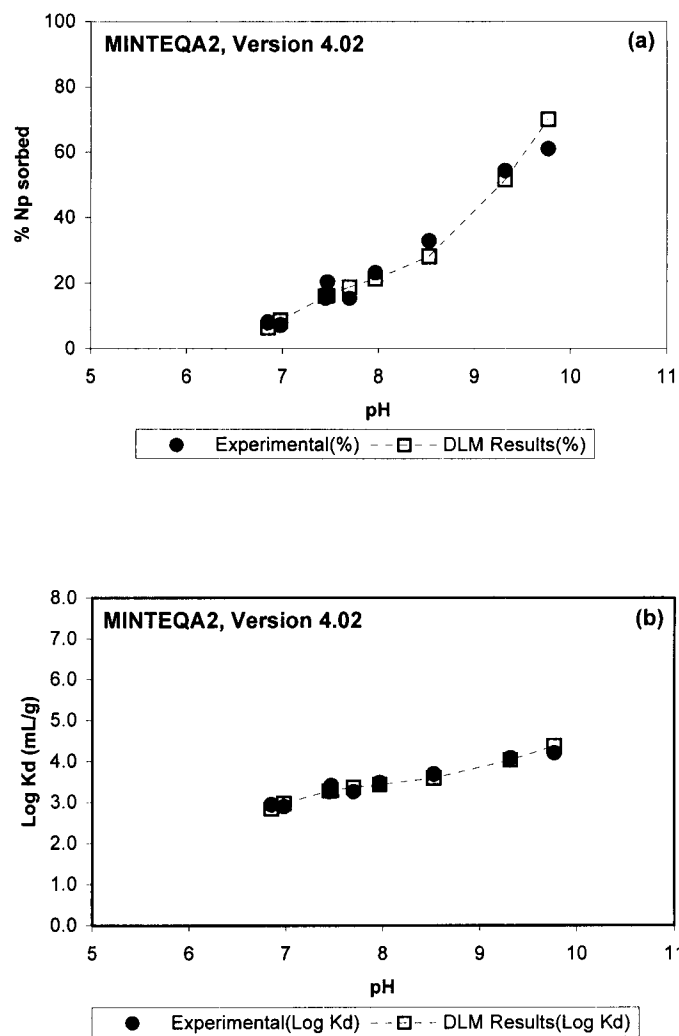 MINTEQA2, Version 4.02
(a)
100
80
60
40
20
0
% Np sorbed
5 6 7 8 9 10 11
pH
Experimental(%) DLM Results(%)
MINTEQA2, Version 4.02
(b)
8.0
7.0
6.0
5.0
4.0
3.0
2.0
1.0
0.0
Log Kd (mL/g)
5 6 7 8 9 10 11
pH
Experimental(Log Kd) DLM Results(Log Kd)